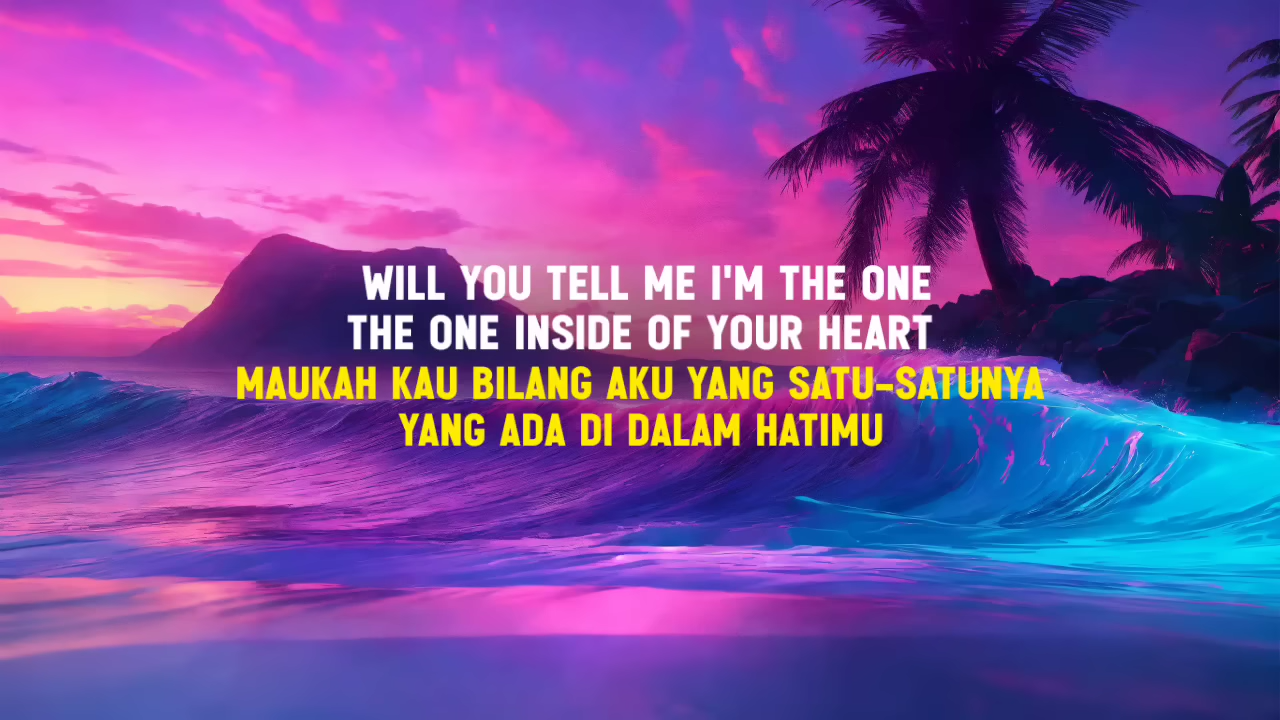 WILL YOU TELL ME I'M THE ONE
THE ONE INSIDE OF YOUR HEART
MAUKAH KAU BILANG AKU YANG SATU-SATUNYA
YANG ADA DI DALAM HATIMU